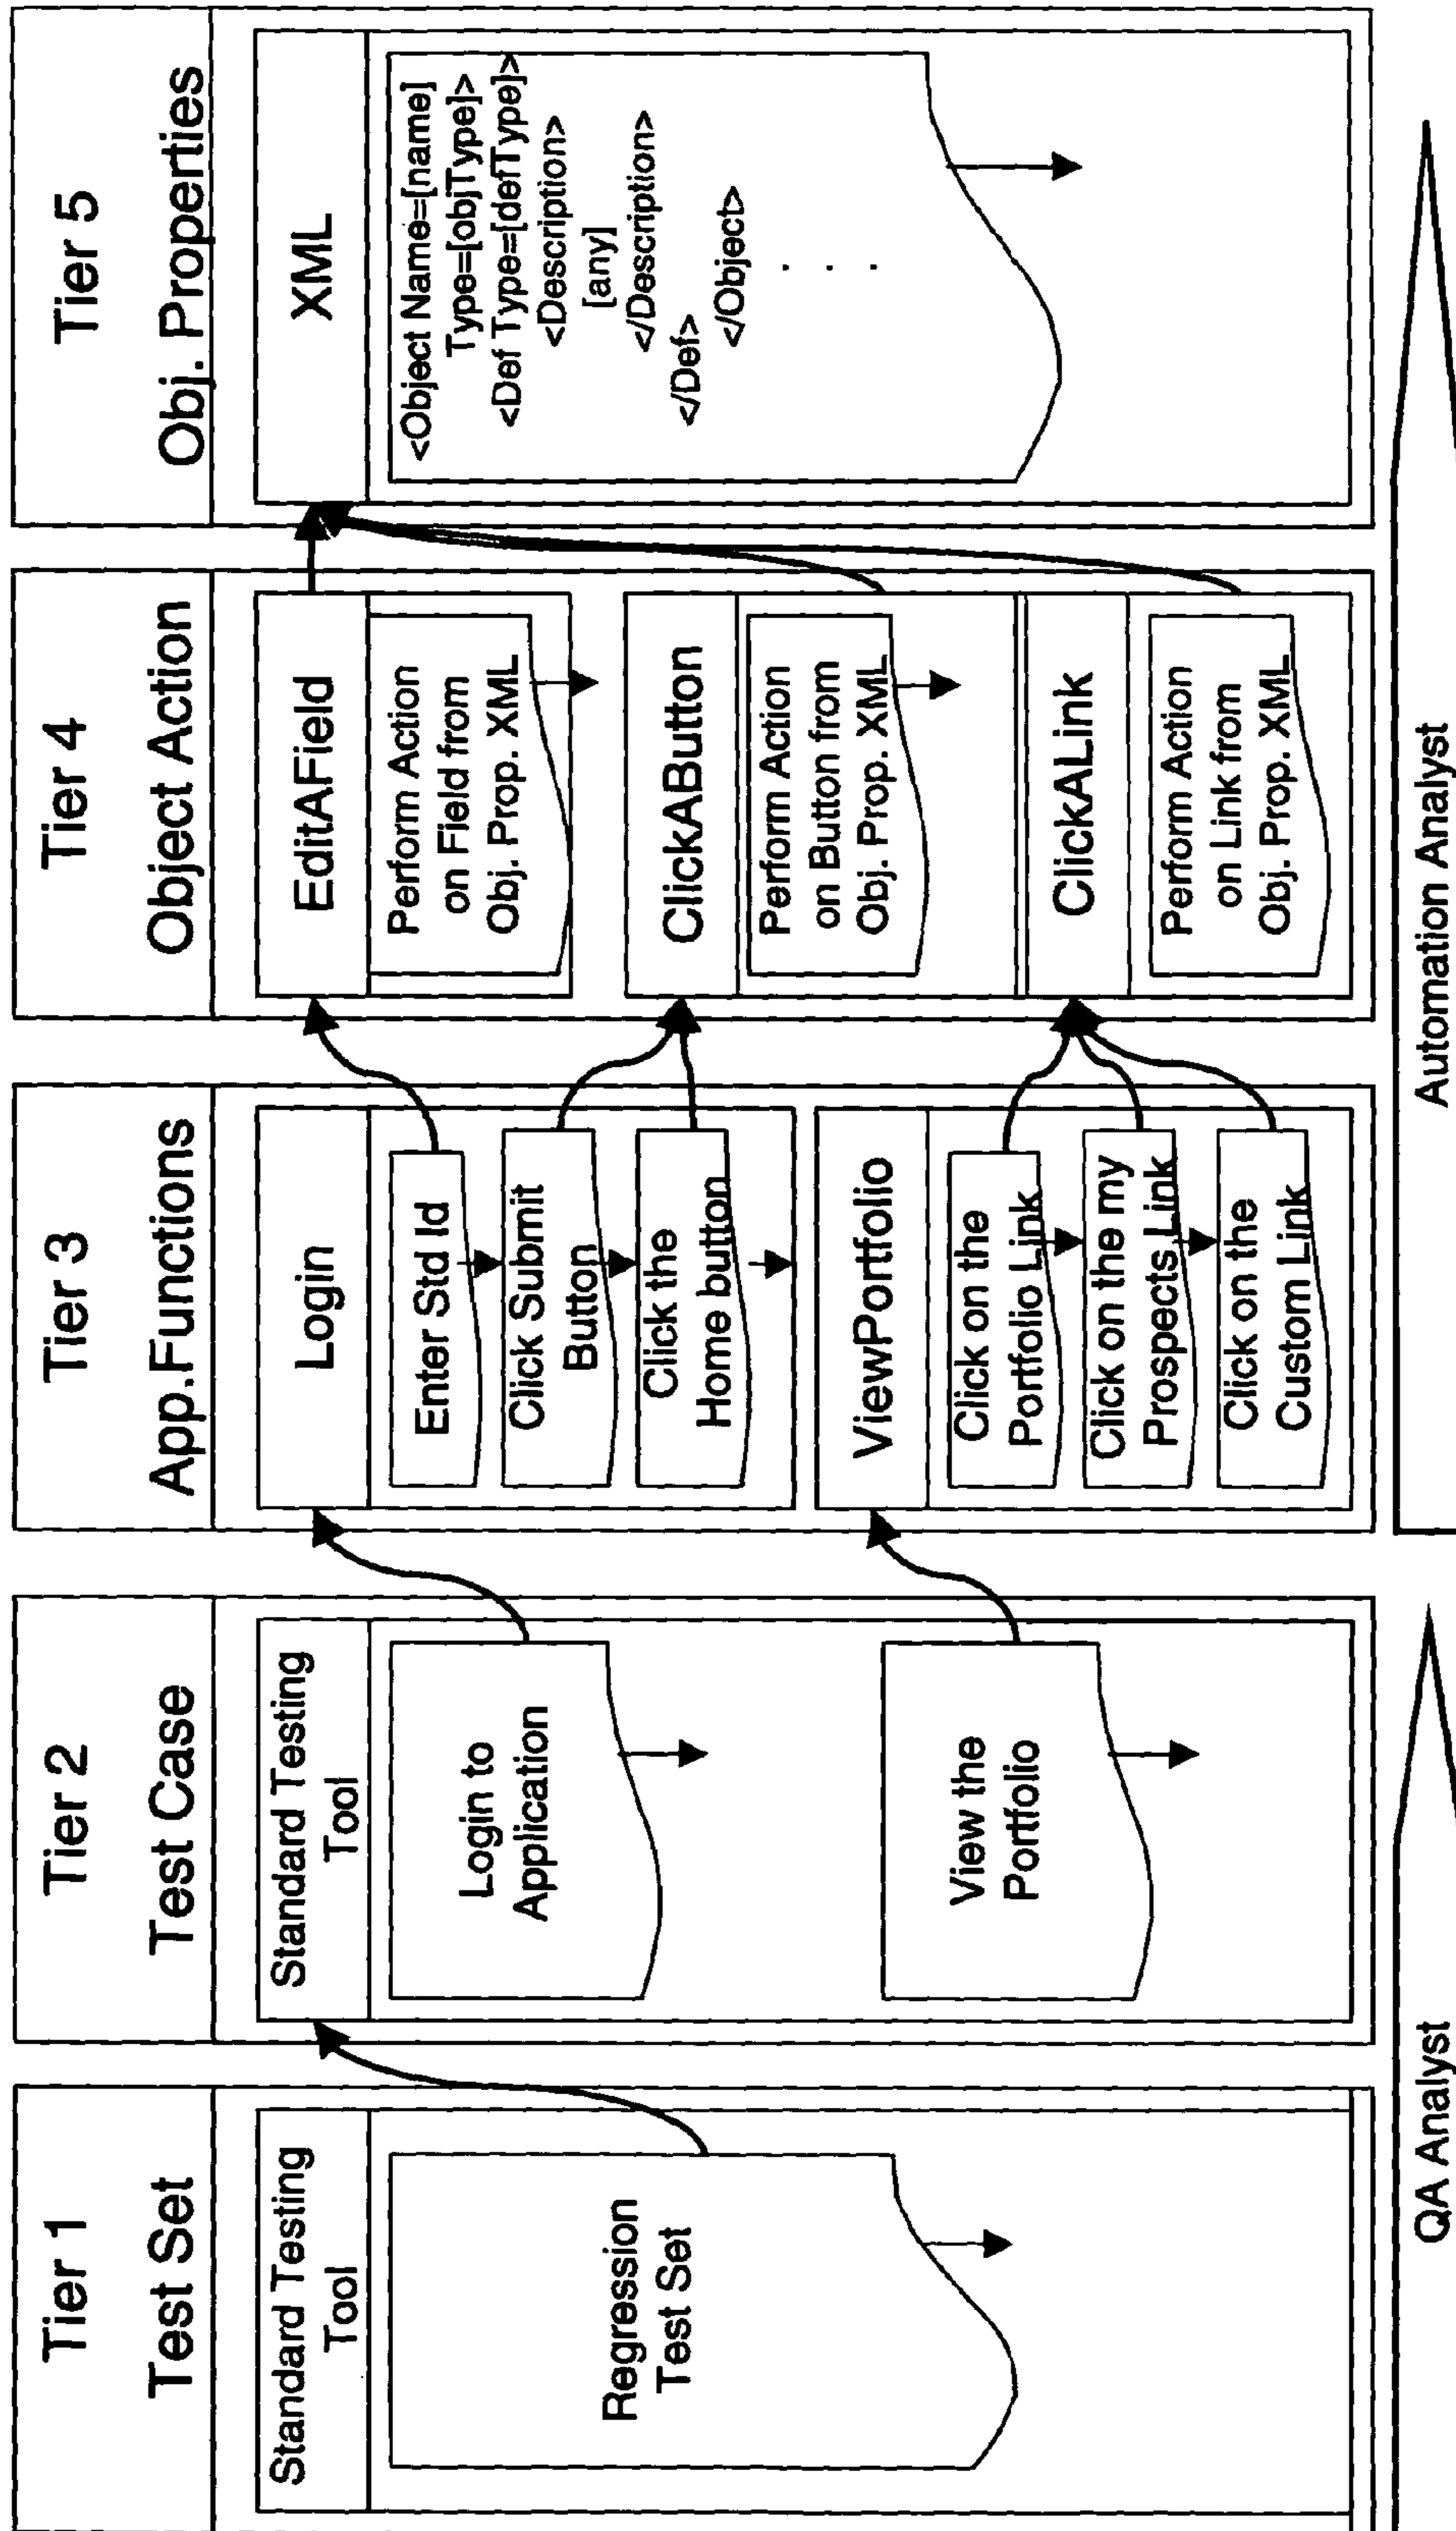 Tier 1
Test Set
Standard Testing
Tool
Regression
Test Set
Tier 2
Test Case
Standard Testing
Tool
Login to
Application
View the
Portfolio
Tier 3
App.Functions
Login
Enter Std Id
Click Submit
Button
Click the
Home button
ViewPortfolio
Click on the
Portfolio Link
Click on the my
Prospects Link
Click on the
Custom Link
Tier 4
Object Action
EditAField
Perform Action
on Field from
Obj. Prop. XML
ClickAButton
Perform Action
on Button from
Obj. Prop. XML
ClickALink
Perform Action
on Link from
Obj. Prop. XML
Tier 5
Obj. Properties
XML
<Object Name=[name]
Type=[objType]>
<Def Type=[defType]>
<Description>
[any]
</Description>
</Def>
</Object>
. . .
QA Analyst
Automation Analyst